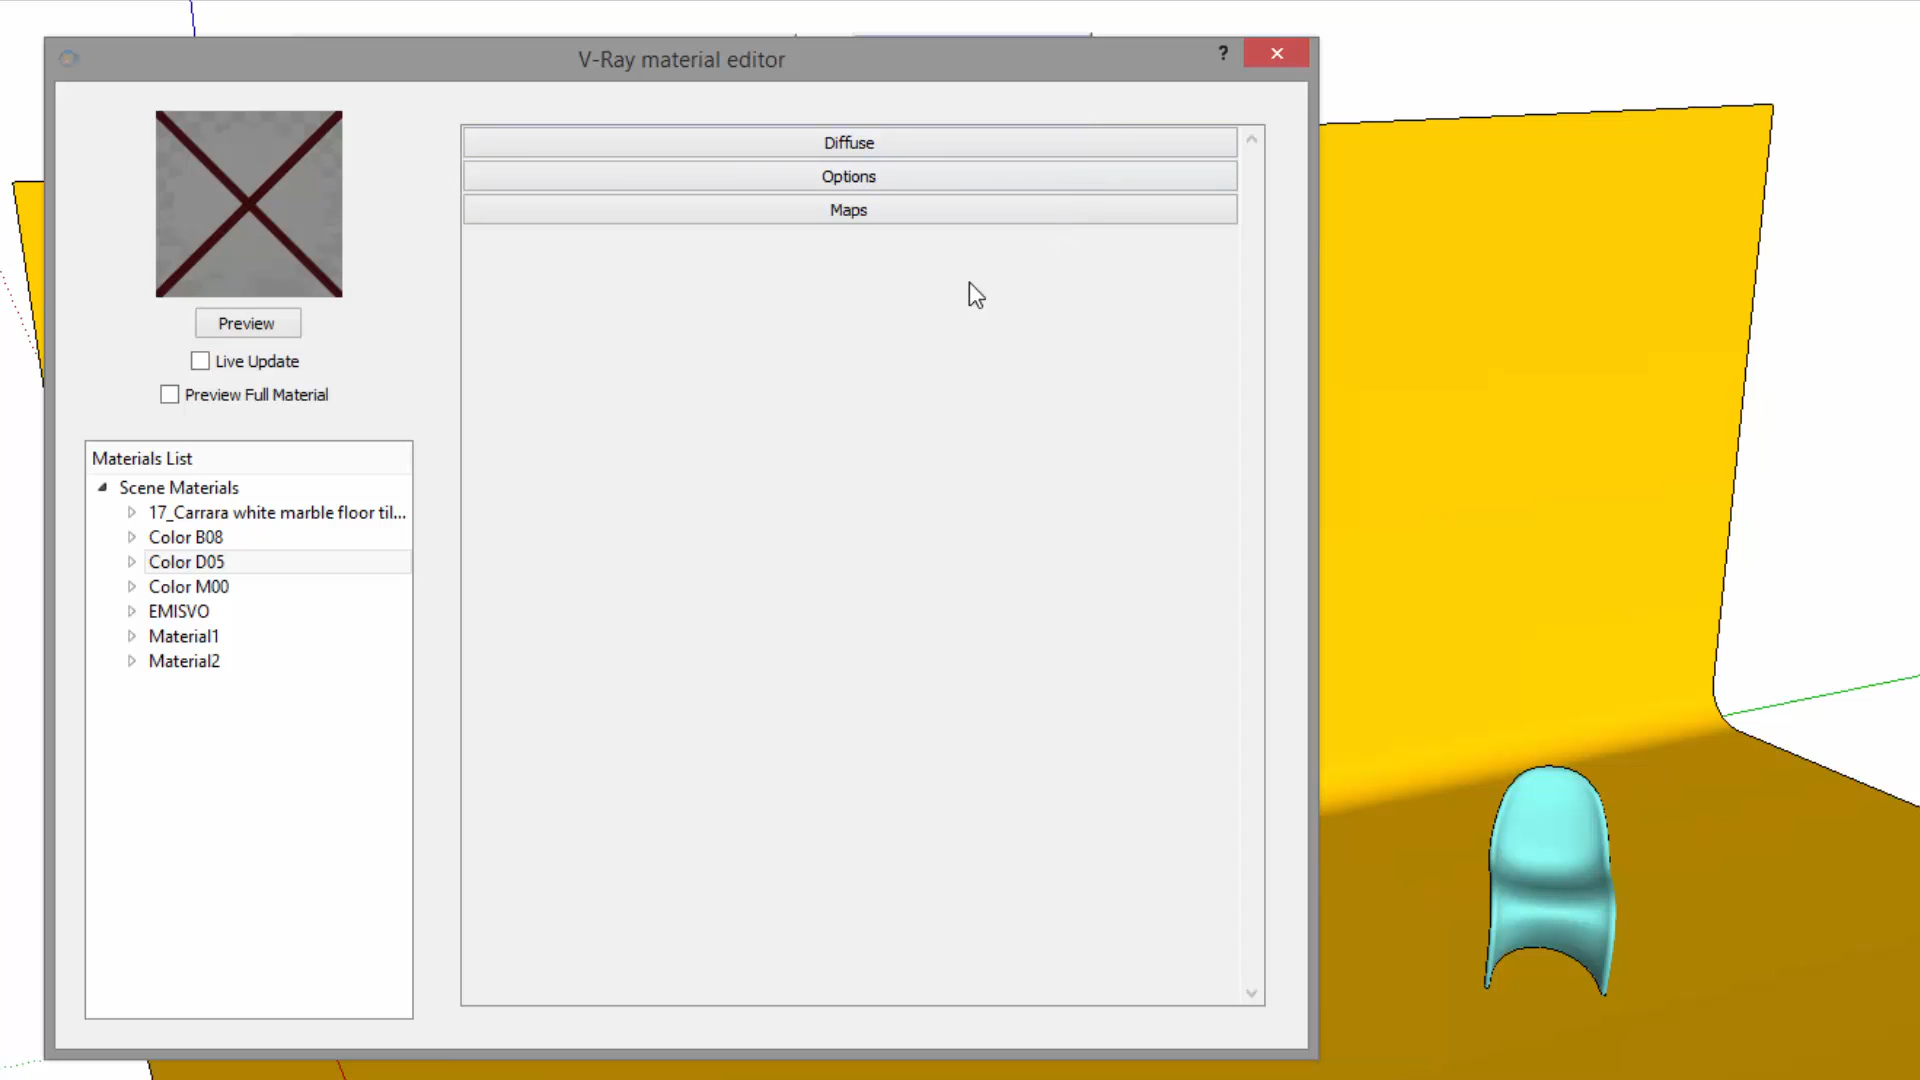 V-Ray material editor
?
Diffuse
Options
Maps
Preview
Live Update
Preview Full Material
Materials List
Scene Materials
17_Carrara white marble floor til...
Color B08
Color D05
Color M00
EMISVO
Material1
Material2